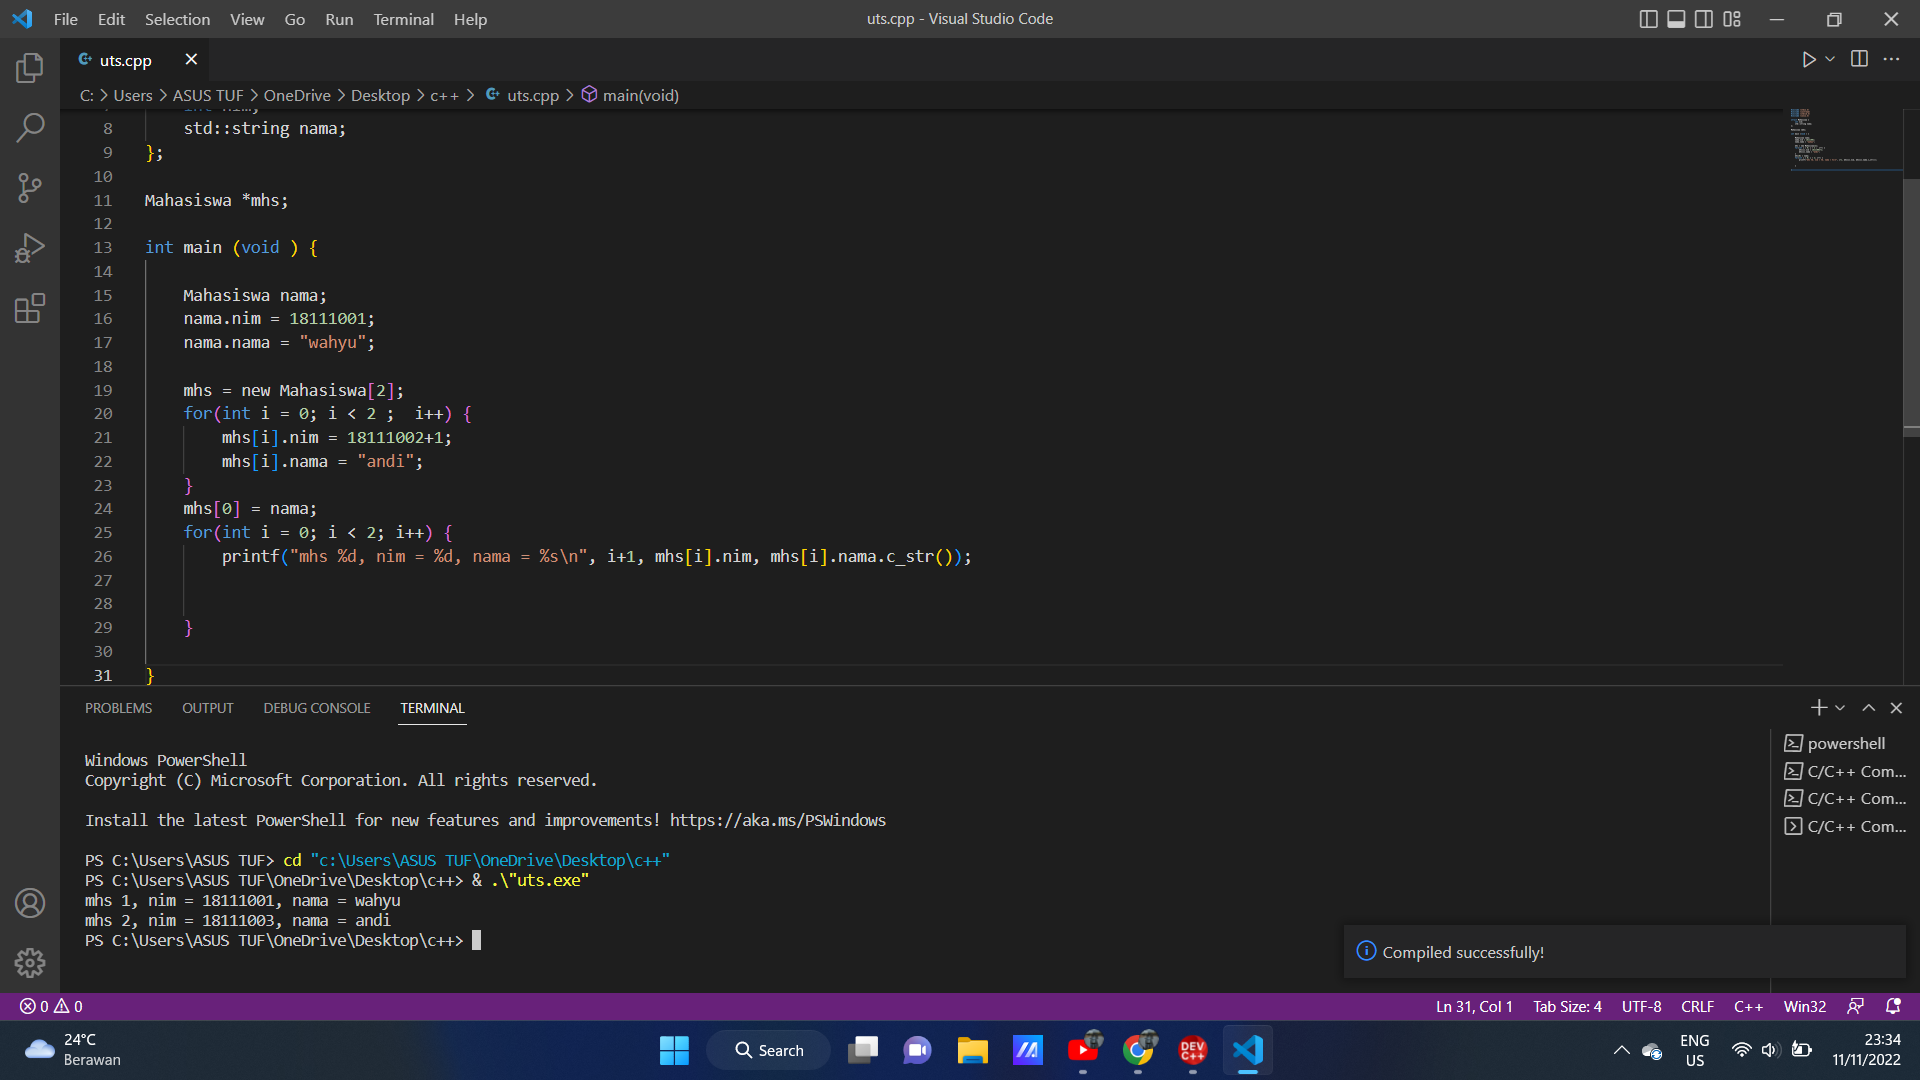 File Edit Selection View Go Run Terminal Help
uts.cpp - Visual Studio Code
uts.cpp
C: > Users > ASUS TUF > OneDrive > Desktop > c++ > uts.cpp > main(void)
8 std::string nama;
9 };
10
11 Mahasiswa *mhs;
12
13 int main (void ) {
14
15 Mahasiswa nama;
16 nama.nim = 18111001;
17 nama.nama = "wahyu";
18
19 mhs = new Mahasiswa[2];
20 for(int i = 0; i < 2 ;  i++) {
21 mhs[i].nim = 18111002+1;
22 mhs[i].nama = "andi";
23 }
24 mhs[0] = nama;
25 for(int i = 0; i < 2; i++) {
26 printf("mhs %d, nim = %d, nama = %s\n", i+1, mhs[i].nim, mhs[i].nama.c_str());
27
28
29 }
30
31 }
PROBLEMS OUTPUT DEBUG CONSOLE TERMINAL
Windows PowerShell
Copyright (C) Microsoft Corporation. All rights reserved.
Install the latest PowerShell for new features and improvements! https://aka.ms/PSWindows
PS C:\Users\ASUS TUF> cd "c:\Users\ASUS TUF\OneDrive\Desktop\c++"
PS C:\Users\ASUS TUF\OneDrive\Desktop\c++> & .\"uts.exe"
mhs 1, nim = 18111001, nama = wahyu
mhs 2, nim = 18111003, nama = andi
PS C:\Users\ASUS TUF\OneDrive\Desktop\c++>
powershell
C/C++ Com...
C/C++ Com...
C/C++ Com...
Compiled successfully!
0 0
Ln 31, Col 1 Tab Size: 4 UTF-8 CRLF C++ Win32
24°C
Berawan
Search
DEV
C++
ENG
US
23:34
11/11/2022